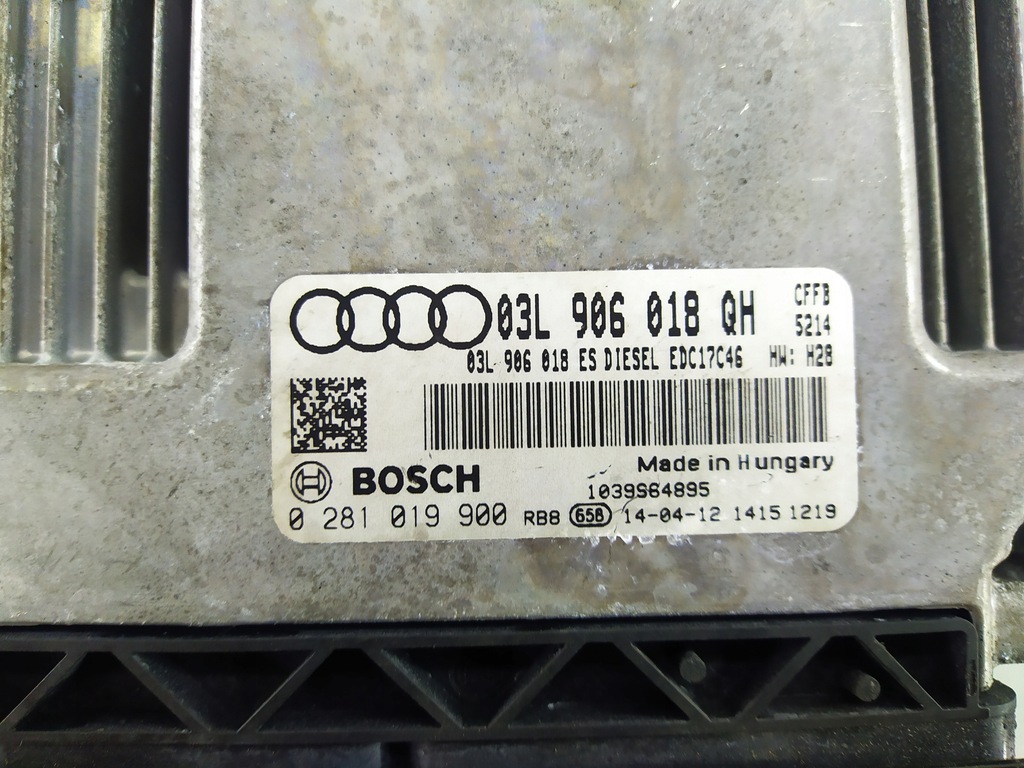 03L 906 018 QH
CFFB
5214
03L 906 018 ES DIESEL EDC17C46 HW: H28
BOSCH
Made in Hungary
1039S64895
0 281 019 900 RB8 658 14-04-12 1415 1219